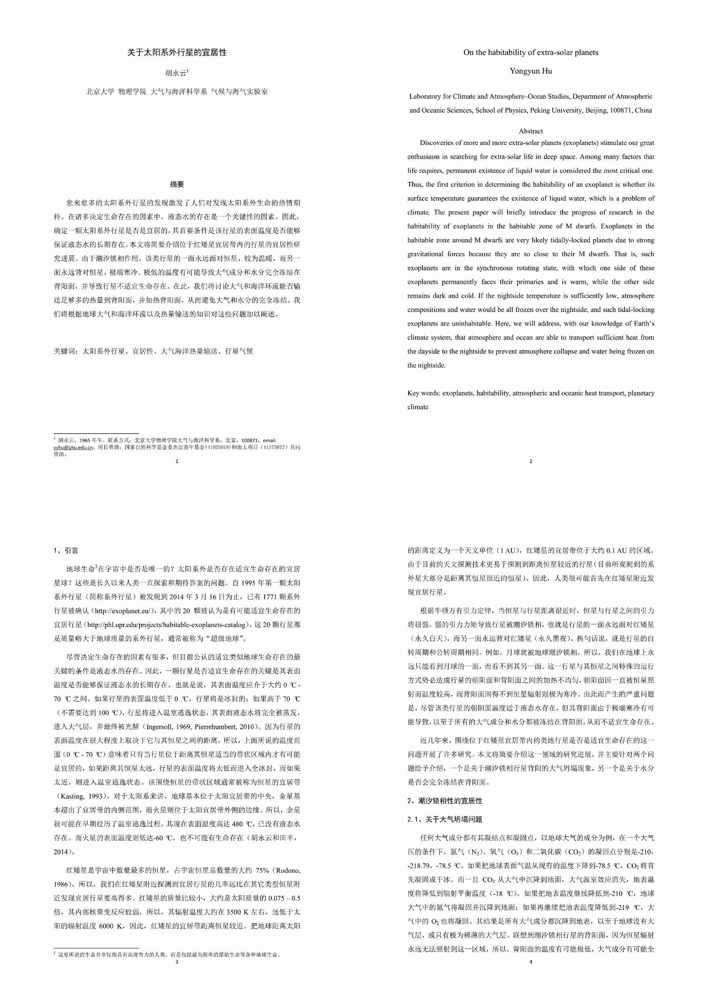 关于太阳系外行星的宜居性
胡永云1
北京大学 物理学院 大气与海洋科学系 气候与海气实验室
摘要
愈来愈多的太阳系外行星的发现激发了人们对发现太阳系外生命的热情期
待。在诸多决定生命存在的因素中，液态水的存在是一个关键性的因素。因此，
确定一颗太阳系外行星是否是宜居的，其首要条件是该行星的表面温度是否能够
保证液态水的长期存在。本文将简要介绍位于红矮星宜居带内的行星的宜居性研
究进展。由于潮汐锁相作用，该类行星的一面永远面对恒星，较为温暖，而另一
面永远背对恒星，极端寒冷。极低的温度有可能导致大气成分和水分完全冻结在
背阳面，并导致行星不适宜生命存在。在此，我们将讨论大气和海洋环流能否输
送足够多的热量到背阳面，并加热背阳面，从而避免大气和水分的完全冻结。我
们将根据地球大气和海洋环流以及热量输送的知识对这些问题加以阐述。
关键词：太阳系外行星、宜居性、大气海洋热量输送、行星气候
1 胡永云，1965 年生。联系方式：北京大学物理学院大气与海洋科学系，北京，100871，email:
yyhu@pku.edu.cn。项目资助：国家自然科学基金委杰出青年基金(41025018)和面上项目（41375072）共同
资助。
1
On the habitability of extra-solar planets
Yongyun Hu
Laboratory for Climate and Atmosphere–Ocean Studies, Department of Atmospheric
and Oceanic Sciences, School of Physics, Peking University, Beijing, 100871, China
Abstract
Discoveries of more and more extra-solar planets (exoplanets) stimulate our great
enthusiasm in searching for extra-solar life in deep space. Among many factors that
life requires, permanent existence of liquid water is considered the most critical one.
Thus, the first criterion in determining the habitability of an exoplanet is whether its
surface temperature guarantees the existence of liquid water, which is a problem of
climate. The present paper will briefly introduce the progress of research in the
habitability of exoplanets in the habitable zone of M dwarfs. Exoplanets in the
habitable zone around M dwarfs are very likely tidally-locked planets due to strong
gravitational forces because they are so close to their M dwarfs. That is, such
exoplanets are in the synchronous rotating state, with which one side of these
exoplanets permanently faces their primaries and is warm, while the other side
remains dark and cold. If the nightside temperature is sufficiently low, atmosphere
compositions and water would be all frozen over the nightside, and such tidal-locking
exoplanets are uninhabitable. Here, we will address, with our knowledge of Earth's
climate system, that atmosphere and ocean are able to transport sufficient heat from
the dayside to the nightside to prevent atmosphere collapse and water being frozen on
the nightside.
Key words: exoplanets, habitability, atmospheric and oceanic heat transport, planetary
climate
2
1、引言
地球生命2在宇宙中是否是唯一的？太阳系外是否存在适宜生命存在的宜居
星球？这些是长久以来人类一直探索和期待答案的问题。自 1995 年第一颗太阳
系外行星（简称系外行星）被发现到 2014 年 3 月 16 日为止，已有 1771 颗系外
行星被确认（http://exoplanet.eu/），其中的 20 颗被认为是有可能适宜生命存在的
宜居行星（http://phl.upr.edu/projects/habitable-exoplanets-catalog）。这 20 颗行星都
是质量略大于地球质量的系外行星，通常被称为“超级地球”。
尽管决定生命存在的因素有很多，但目前公认的适宜类似地球生命存在的最
关键的条件是液态水的存在。因此，一颗行星是否适宜生命存在的关键是其表面
温度是否能够保证液态水的长期存在，也就是说，其表面温度应介于大约 0 ℃ -
70 ℃ 之间。如果行星的表面温度低于 0 ℃，行星将是冰封的；如果高于 70 ℃
（不需要达到 100 ℃），行星将进入温室逃逸状态，其表面液态水将完全被蒸发，
进入大气层，并最终被光解（Ingersoll, 1969, Pierrehumbert, 2010）。因为行星的
表面温度在很大程度上取决于它与其恒星之间的距离，所以，上面所说的温度范
围（0 ℃ - 70 ℃）意味着只有当行星位于距离其恒星适当的带状区域内才有可能
是宜居的，如果距离其恒星太远，行星的表面温度将太低而进入全冰封，而如果
太近，则进入温室逃逸状态。该围绕恒星的带状区域通常被称为恒星的宜居带
（Kasting, 1993）。对于太阳系来讲，地球基本位于太阳宜居带的中央，金星基
本超出了宜居带的内侧范围，而火星则位于太阳宜居带外侧的边缘。所以，金星
很可能在早期经历了温室逃逸过程，其现在表面温度高达 480 ℃，已没有液态水
存在。而火星的表面温度则低达-60 ℃，也不可能有生命存在（胡永云和田丰，
2014）。
红矮星是宇宙中数量最多的恒星，占宇宙恒星总数量的大约 75%（Rodono,
1986）。所以，我们在红矮星附近探测到宜居行星的几率远比在其它类型恒星附
近发现宜居行星要高得多。红矮星的质量比较小，大约是太阳质量的 0.075 – 0.5
倍，其内部核聚变反应较弱，所以，其辐射温度大约在 3500 K 左右，远低于太
阳的辐射温度 6000 K，因此，红矮星的宜居带距离恒星较近。把地球距离太阳
2 这里所说的生命并非仅指具有高度智力的人类，而是包括最为简单的原始生命等各种地球生命。
3
的距离定义为一个天文单位（1 AU），红矮星的宜居带位于大约 0.1 AU 的区域。
由于目前的天文探测技术更易于探测到距离恒星较近的行星（目前所观测到的系
外星大部分是距离其恒星很近的恒星）。因此，人类很可能首先在红矮星附近发
现宜居行星。
根据牛顿万有引力定律，当恒星与行星距离很近时，恒星与行星之间的引力
将很强，强的引力力矩导致行星被潮汐锁相，也就是行星的一面永远面对红矮星
（永久白天），而另一面永远背对红矮星（永久黑夜）。换句话说，就是行星的自
转周期和公转周期相同。例如，月球就被地球潮汐锁相，所以，我们在地球上永
远只能看到月球的一面，而看不到其另一面。这一行星与其恒星之间特殊的运行
方式势必造成行星的朝阳面和背阳面之间的加热不均匀，朝阳面因一直被恒星照
射而温度较高，而背阳面因得不到恒星辐射则极为寒冷。由此而产生的严重问题
是，尽管该类行星的朝阳面温度适于液态水存在，但其背阳面由于极端寒冷有可
能导致，以至于所有的大气成分和水分都被冻结在背阳面，从而不适宜生命存在。
近几年来，围绕位于红矮星宜居带内的类地行星是否是适宜生命存在的这一
问题开展了许多研究。本文将简要介绍这一领域的研究进展，并主要针对两个问
题给予介绍，一个是关于潮汐锁相行星背阳的大气坍塌现象，另一个是关于水分
是否会完全冻结在背阳面。
2、潮汐锁相性的宜居性
2.1、关于大气坍塌问题
任何大气成分都有其凝结点和凝固点，以地球大气的成分为例，在一个大气
压的条件下，氮气（N2）、氧气（O2）和二氧化碳（CO2）的凝固点分别是-210，
-218.79，-78.5 ℃。如果把地球表面气温从现有的温度下降到-78.5 ℃，CO2 将首
先凝固成干冰。而一旦 CO2 从大气中沉降到地面，大气温室效应消失，地表温
度将降低到辐射平衡温度（-18 ℃）。如果把地表温度继续降低到-210 ℃，地球
大气中的氮气将凝固并沉降到地面；如果再继续把地表温度降低到-219 ℃，大
气中的 O2 也将凝固。其结果是所有大气成分都沉降到地表，以至于地球没有大
气层，或只有极为稀薄的大气层。联想到潮汐锁相行星的背阳面，因为恒星辐射
永远无法照射到这一区域，所以，背阳面的温度有可能极低，大气成分有可能全
4